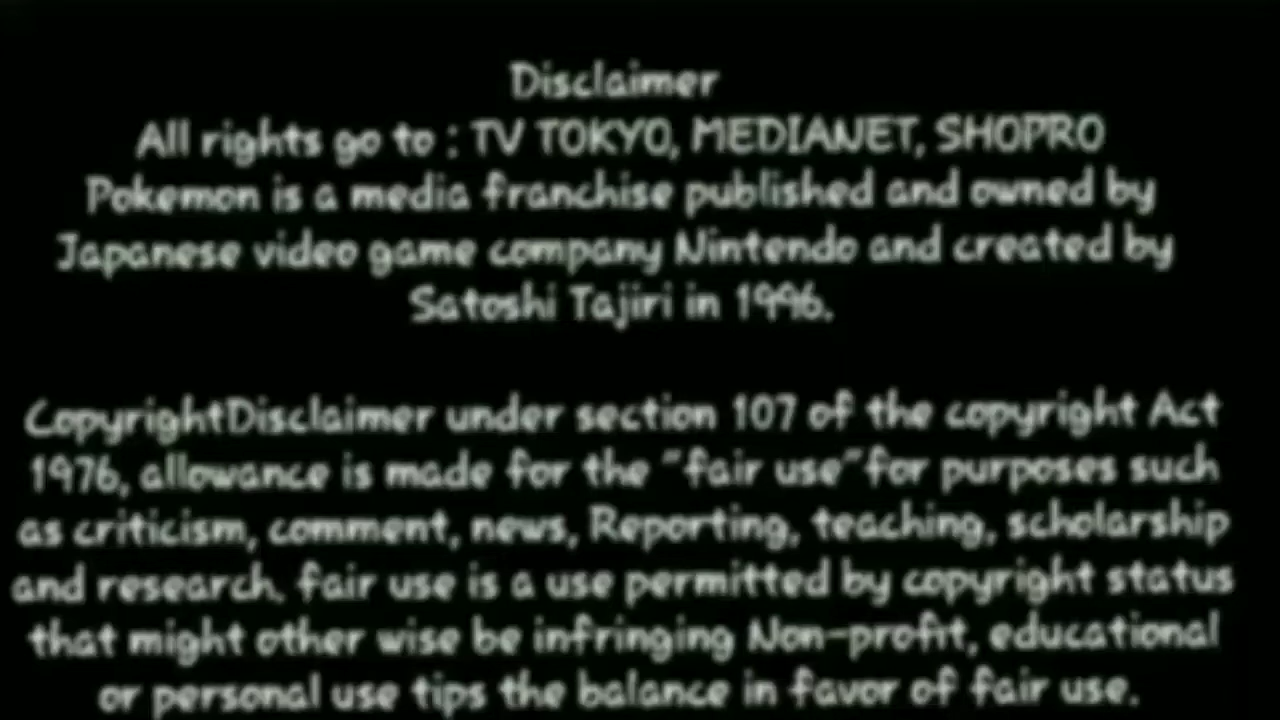 Disclaimer
All rights go to : TV TOKYO, MEDIANET, SHOPRO
Pokemon is a media franchise published and owned by
Japanese video game company Nintendo and created by
Satoshi Tajiri in 1996.
CopyrightDisclaimer under section 107 of the copyright Act
1976, allowance is made for the "fair use"for purposes such
as criticism, comment, news, Reporting, teaching, scholarship
and research. fair use is a use permitted by copyright status
that might other wise be infringing Non-profit, educational
or personal use tips the balance in favor of fair use.